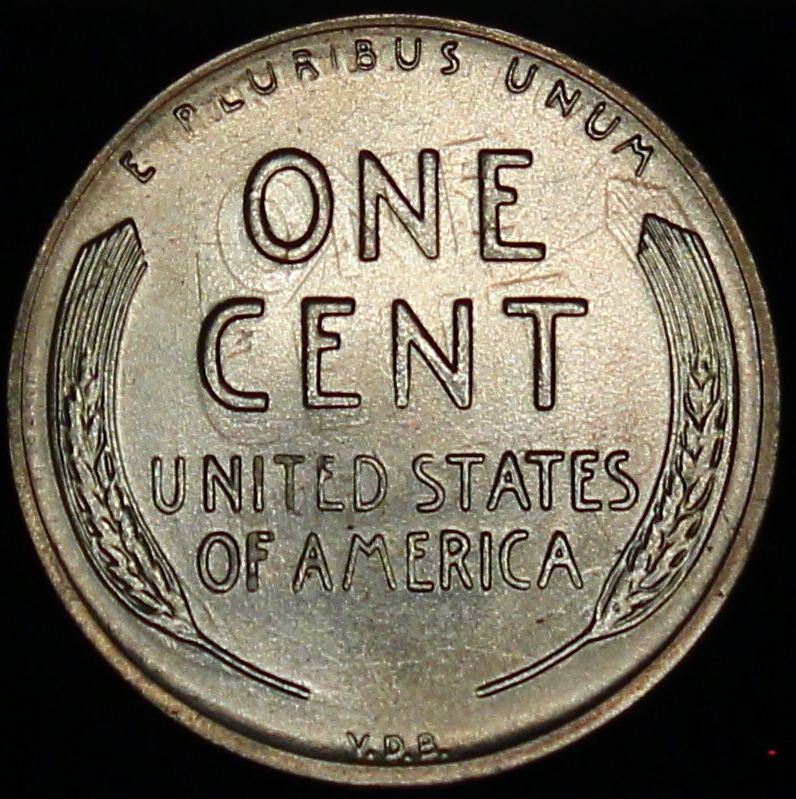 E PLURIBUS UNUM
ONE
CENT
UNITED STATES
OF AMERICA
V.D.B.